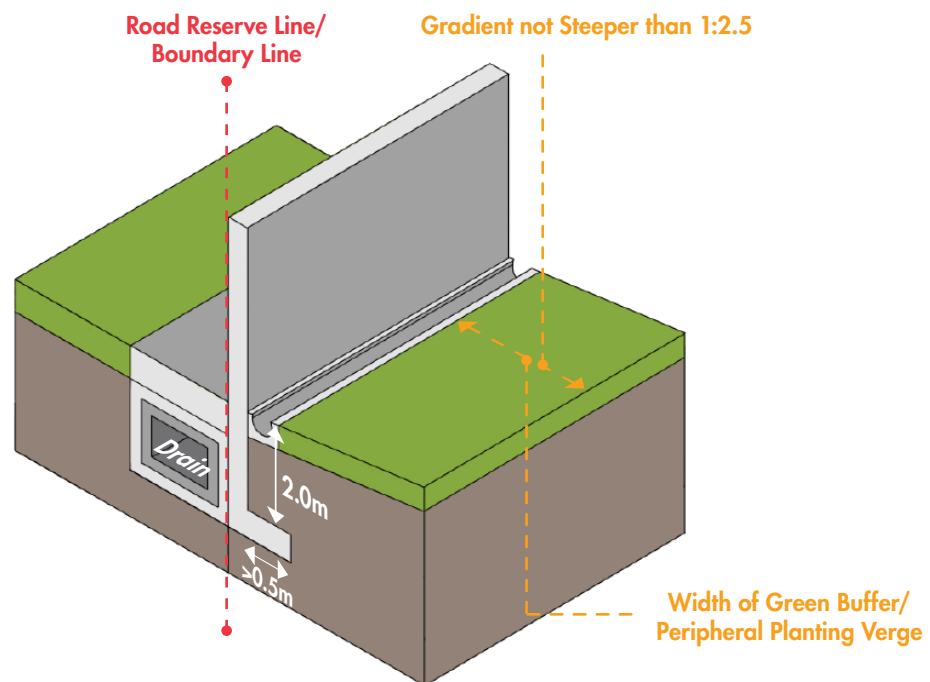 Road Reserve Line/
Boundary Line
Gradient not Steeper than 1:2.5
Drain
2.0m
>0.5m
Width of Green Buffer/
Peripheral Planting Verge